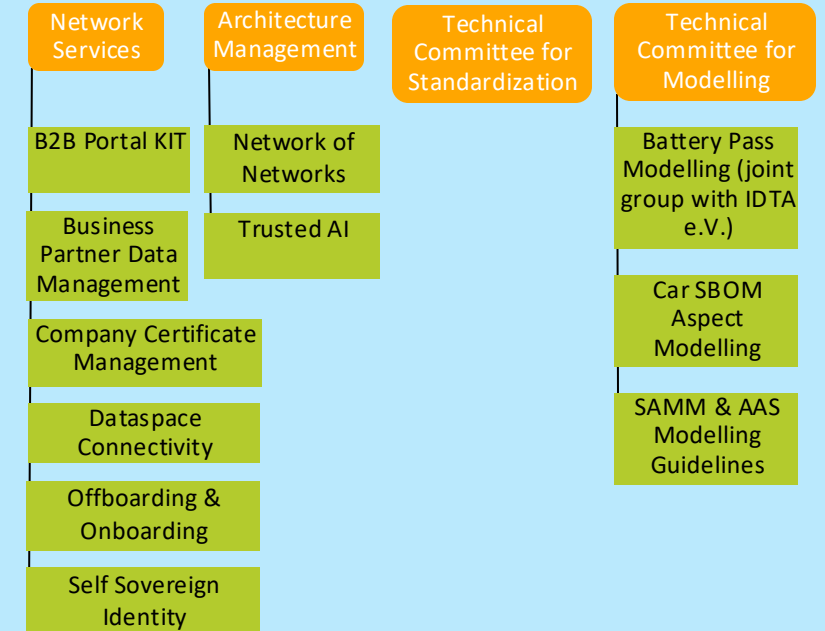 Network
Services
B2B Portal KIT
Business
Partner Data
Management
Company Certificate
Management
Dataspace
Connectivity
Offboarding &
Onboarding
Self Sovereign
Identity
Architecture
Management
Network of
Networks
Trusted AI
Technical
Committee for
Standardization
Technical
Committee for
Modelling
Battery Pass
Modelling (joint
group with IDTA
e.V.)
Car SBOM
Aspect
Modelling
SAMM & AAS
Modelling
Guidelines